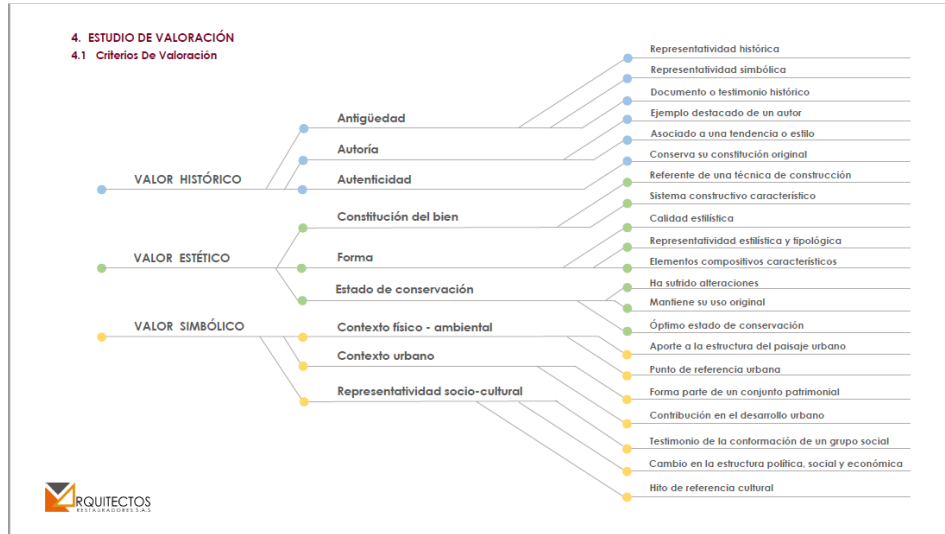 4. ESTUDIO DE VALORACIÓN
4.1 Criterios De Valoración
VALOR HISTÓRICO
Antigüedad
Autoría
Autenticidad
Representatividad histórica
Representatividad simbólica
Documento o testimonio histórico
Ejemplo destacado de un autor
Asociado a una tendencia o estilo
Conserva su constitución original
VALOR ESTÉTICO
Constitución del bien
Forma
Estado de conservación
Referente de una técnica de construcción
Sistema constructivo característico
Calidad estilística
Representatividad estilística y tipológica
Elementos compositivos característicos
Ha sufrido alteraciones
Mantiene su uso original
Óptimo estado de conservación
VALOR SIMBÓLICO
Contexto físico - ambiental
Contexto urbano
Representatividad socio-cultural
Aporte a la estructura del paisaje urbano
Punto de referencia urbana
Forma parte de un conjunto patrimonial
Contribución en el desarrollo urbano
Testimonio de la conformación de un grupo social
Cambio en la estructura política, social y económica
Hito de referencia cultural
RQUITECTOS
RESTAURADORES S.A.S